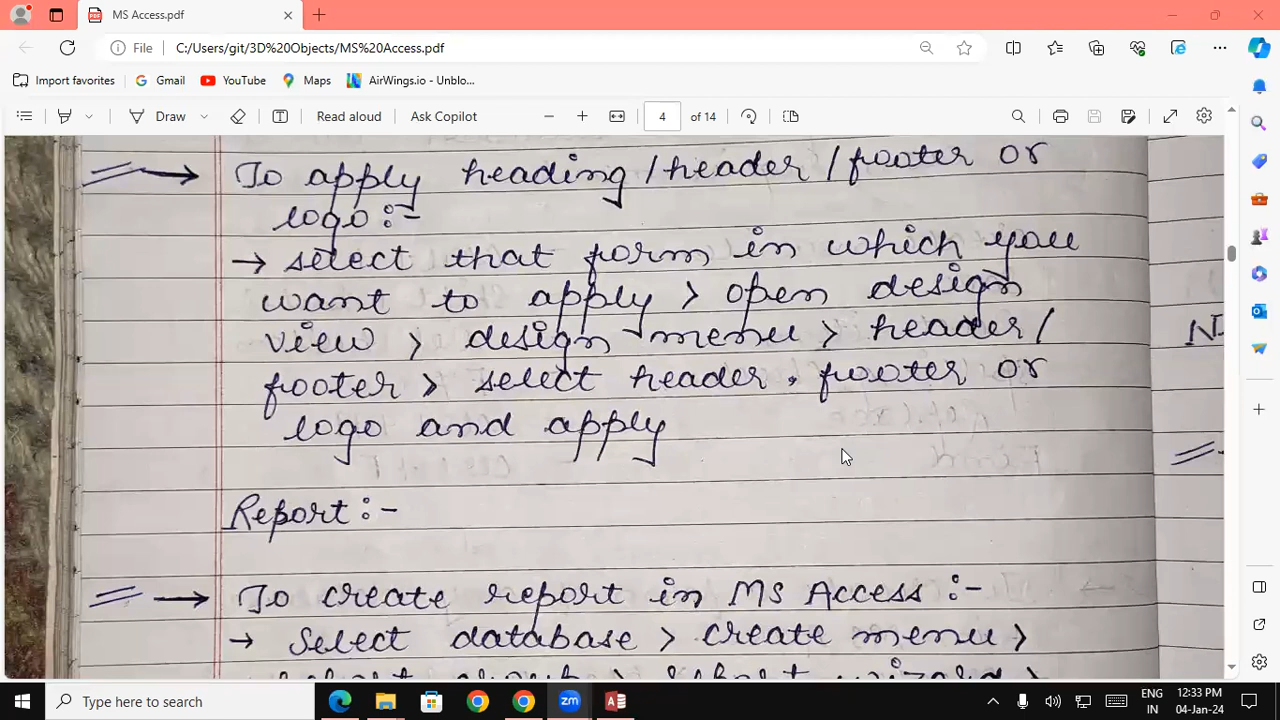 MS Access.pdf
File C:/Users/git/3D%20Objects/MS%20Access.pdf
Import favorites Gmail YouTube Maps AirWings.io - Unblo...
Draw Read aloud Ask Copilot 4 of 14
To apply heading/header/footer or
logo:-
→ select that form in which you
want to apply > open design
view > design menu > header/
footer > select header. footer or
logo and apply
N
Report:-
To create report in MS Access:-
→ Select database > create menu >
Type here to search
zm
ENG
IN
12:33 PM
04-Jan-24